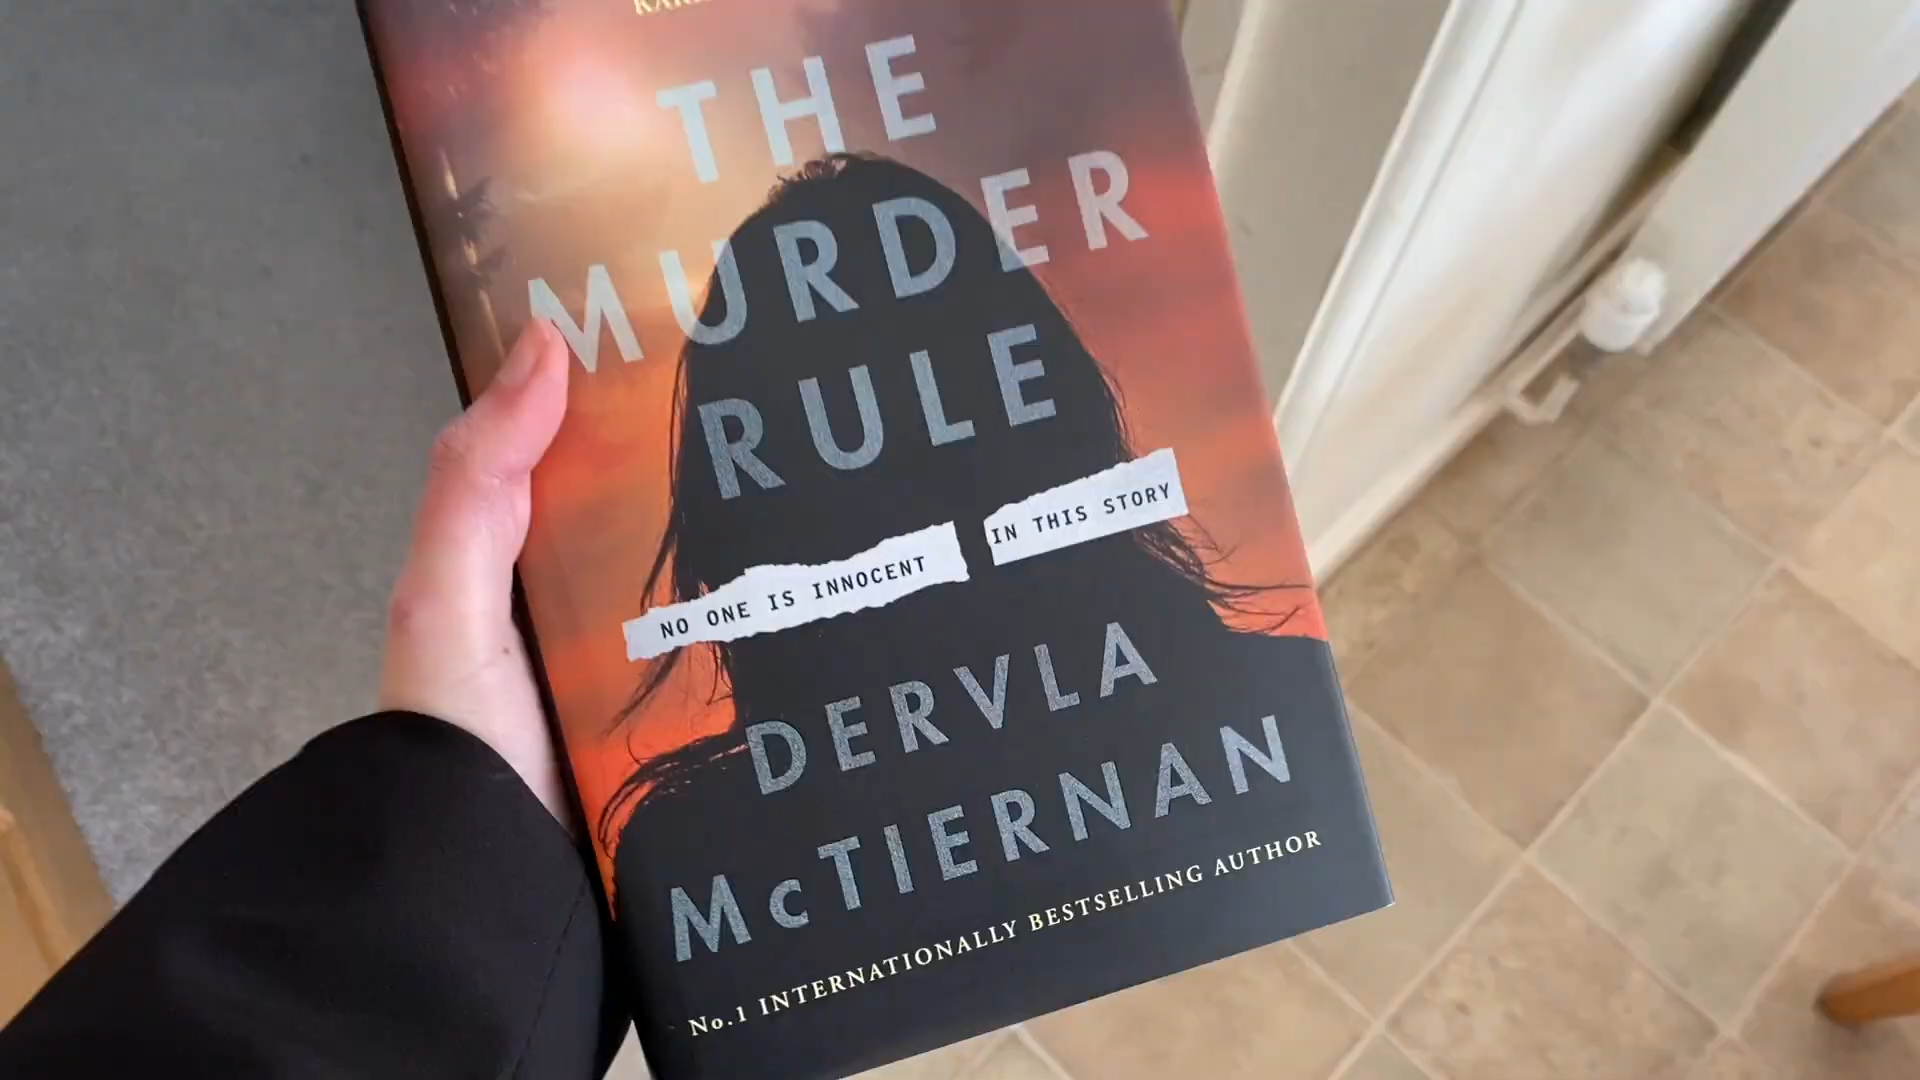 THE
MURDER
RULE
NO ONE IS INNOCENT IN THIS STORY
DERVLA
McTIERNAN
No.1 INTERNATIONALLY BESTSELLING AUTHOR